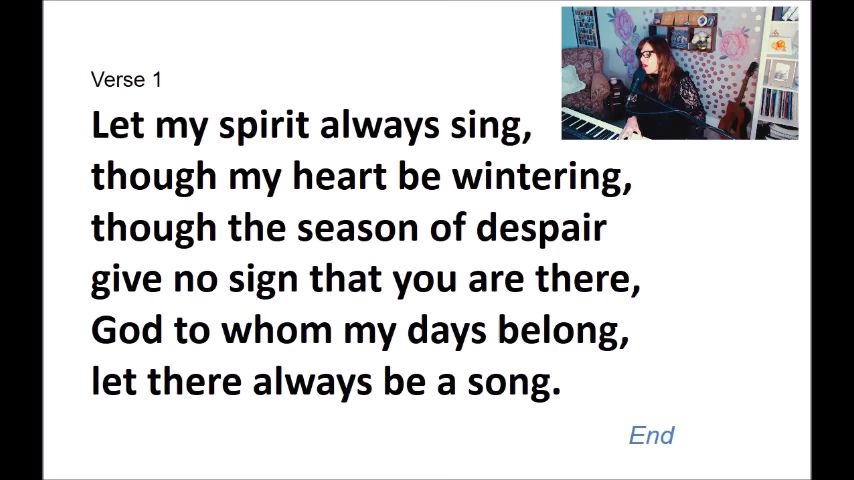 Verse 1
Let my spirit always sing,
though my heart be wintering,
though the season of despair
give no sign that you are there,
God to whom my days belong,
let there always be a song.
End